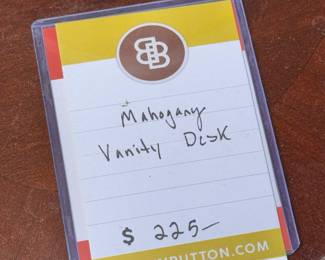 Mahogany
Vanity Desk
$ 225—
BUTTON.COM